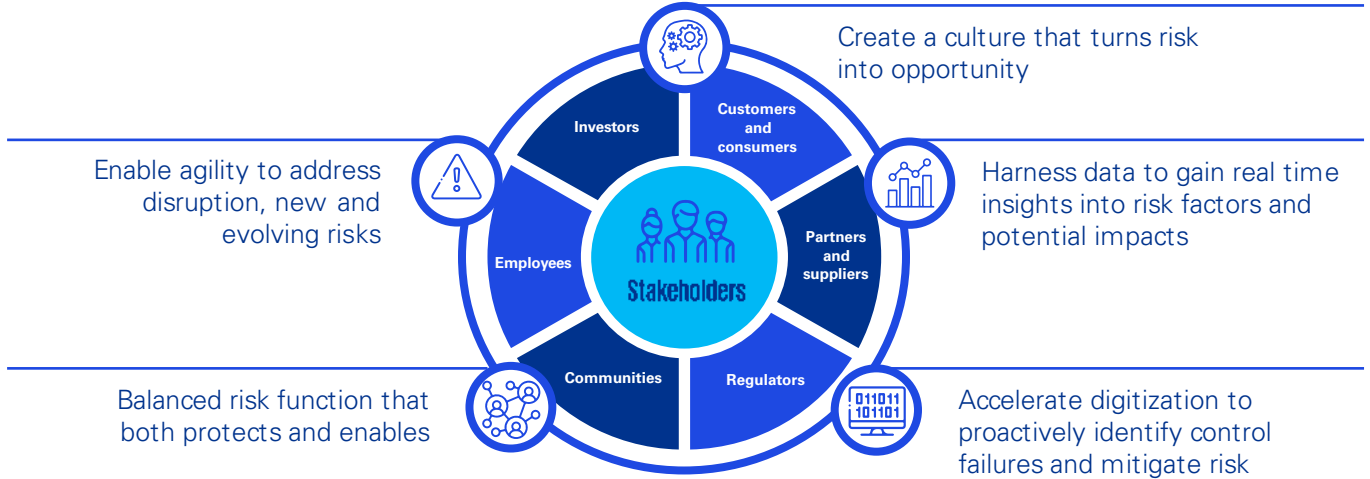 Create a culture that turns risk
into opportunity
Enable agility to address
disruption, new and
evolving risks
Harness data to gain real time
insights into risk factors and
potential impacts
Balanced risk function that
both protects and enables
Accelerate digitization to
proactively identify control
failures and mitigate risk
Investors
Customers
and
consumers
Employees
Partners
and
suppliers
Communities
Regulators
Stakeholders
011011
101101